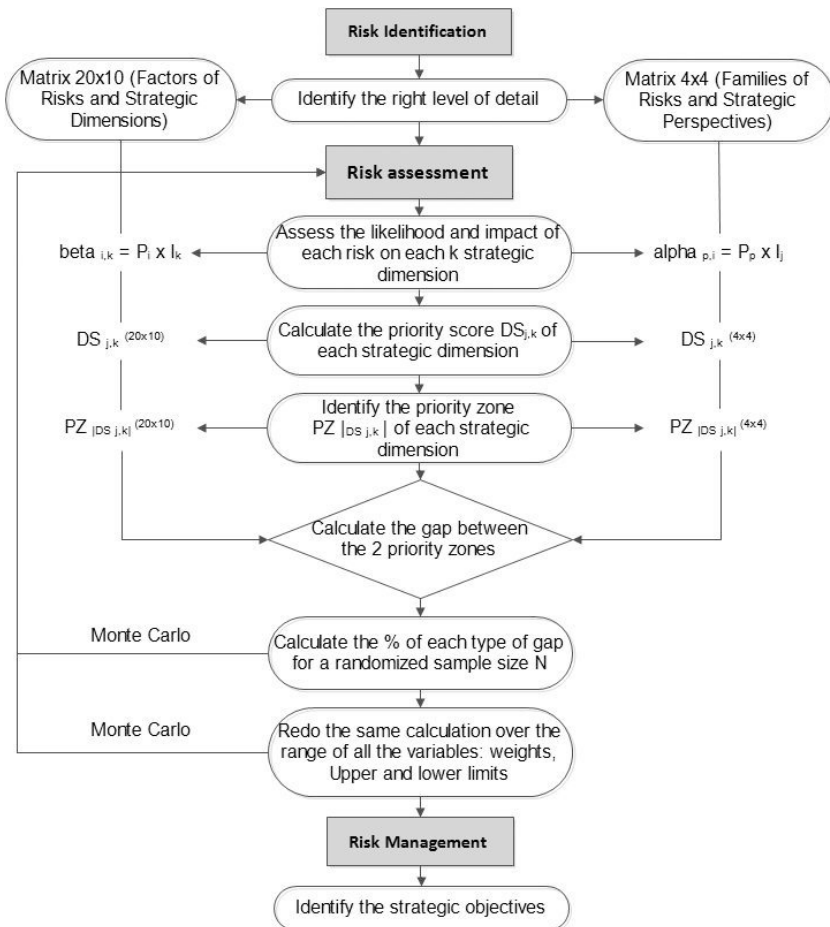 Risk Identification
Matrix 20x10 (Factors of
Risks and Strategic
Dimensions)
Identify the right level of detail
Matrix 4x4 (Families of
Risks and Strategic
Perspectives)
Risk assessment
beta i,k = Pi x Ik
Assess the likelihood and impact of
each risk on each k strategic
dimension
alpha p,i = Pp x Ij
DS j,k (20x10)
Calculate the priority score DSj,k of
each strategic dimension
DS j,k (4x4)
PZ |DS j,k| (20x10)
Identify the priority zone
PZ |DS j,k| of each strategic
dimension
PZ |DS j,k| (4x4)
Calculate the gap between
the 2 priority zones
Monte Carlo
Calculate the % of each type of gap
for a randomized sample size N
Monte Carlo
Redo the same calculation over the
range of all the variables: weights,
Upper and lower limits
Risk Management
Identify the strategic objectives